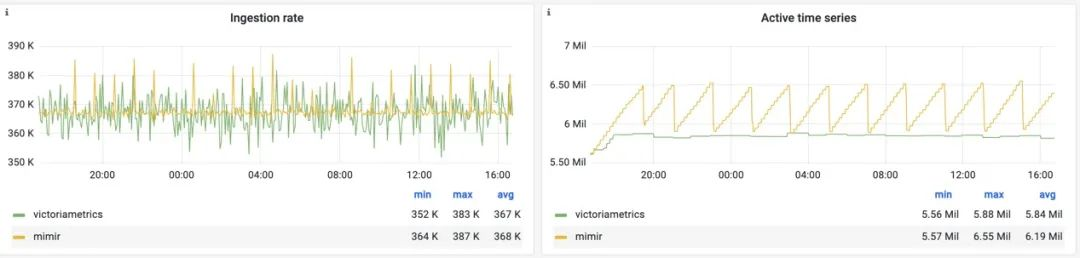 i
Ingestion rate
390 K
380 K
370 K
360 K
350 K
20:00 00:00 04:00 08:00 12:00 16:00
min max avg
victoriametrics 352 K 383 K 367 K
mimir 364 K 387 K 368 K
i
Active time series
7 Mil
6.50 Mil
6 Mil
5.50 Mil
20:00 00:00 04:00 08:00 12:00 16:00
min max avg
victoriametrics 5.56 Mil 5.88 Mil 5.84 Mil
mimir 5.57 Mil 6.55 Mil 6.19 Mil